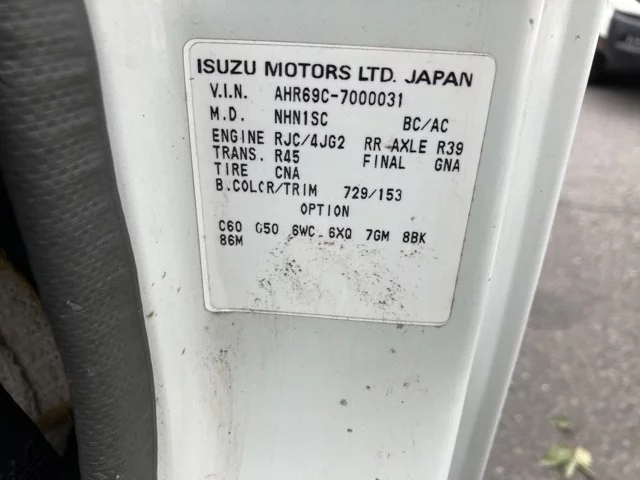 ISUZU MOTORS LTD. JAPAN
V.I.N. AHR69C-7000031
M.D. NHN1SC BC/AC
ENGINE RJC/4JG2 RR AXLE R39
TRANS. R45 FINAL GNA
TIRE CNA
B.COLOR/TRIM 729/153
OPTION
C60 G50 6WC 6XQ 7GM 8BK
86M